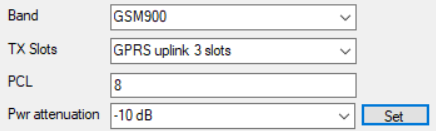 Band GSM900
TX Slots GPRS uplink 3 slots
PCL 8
Pwr attenuation -10 dB Set